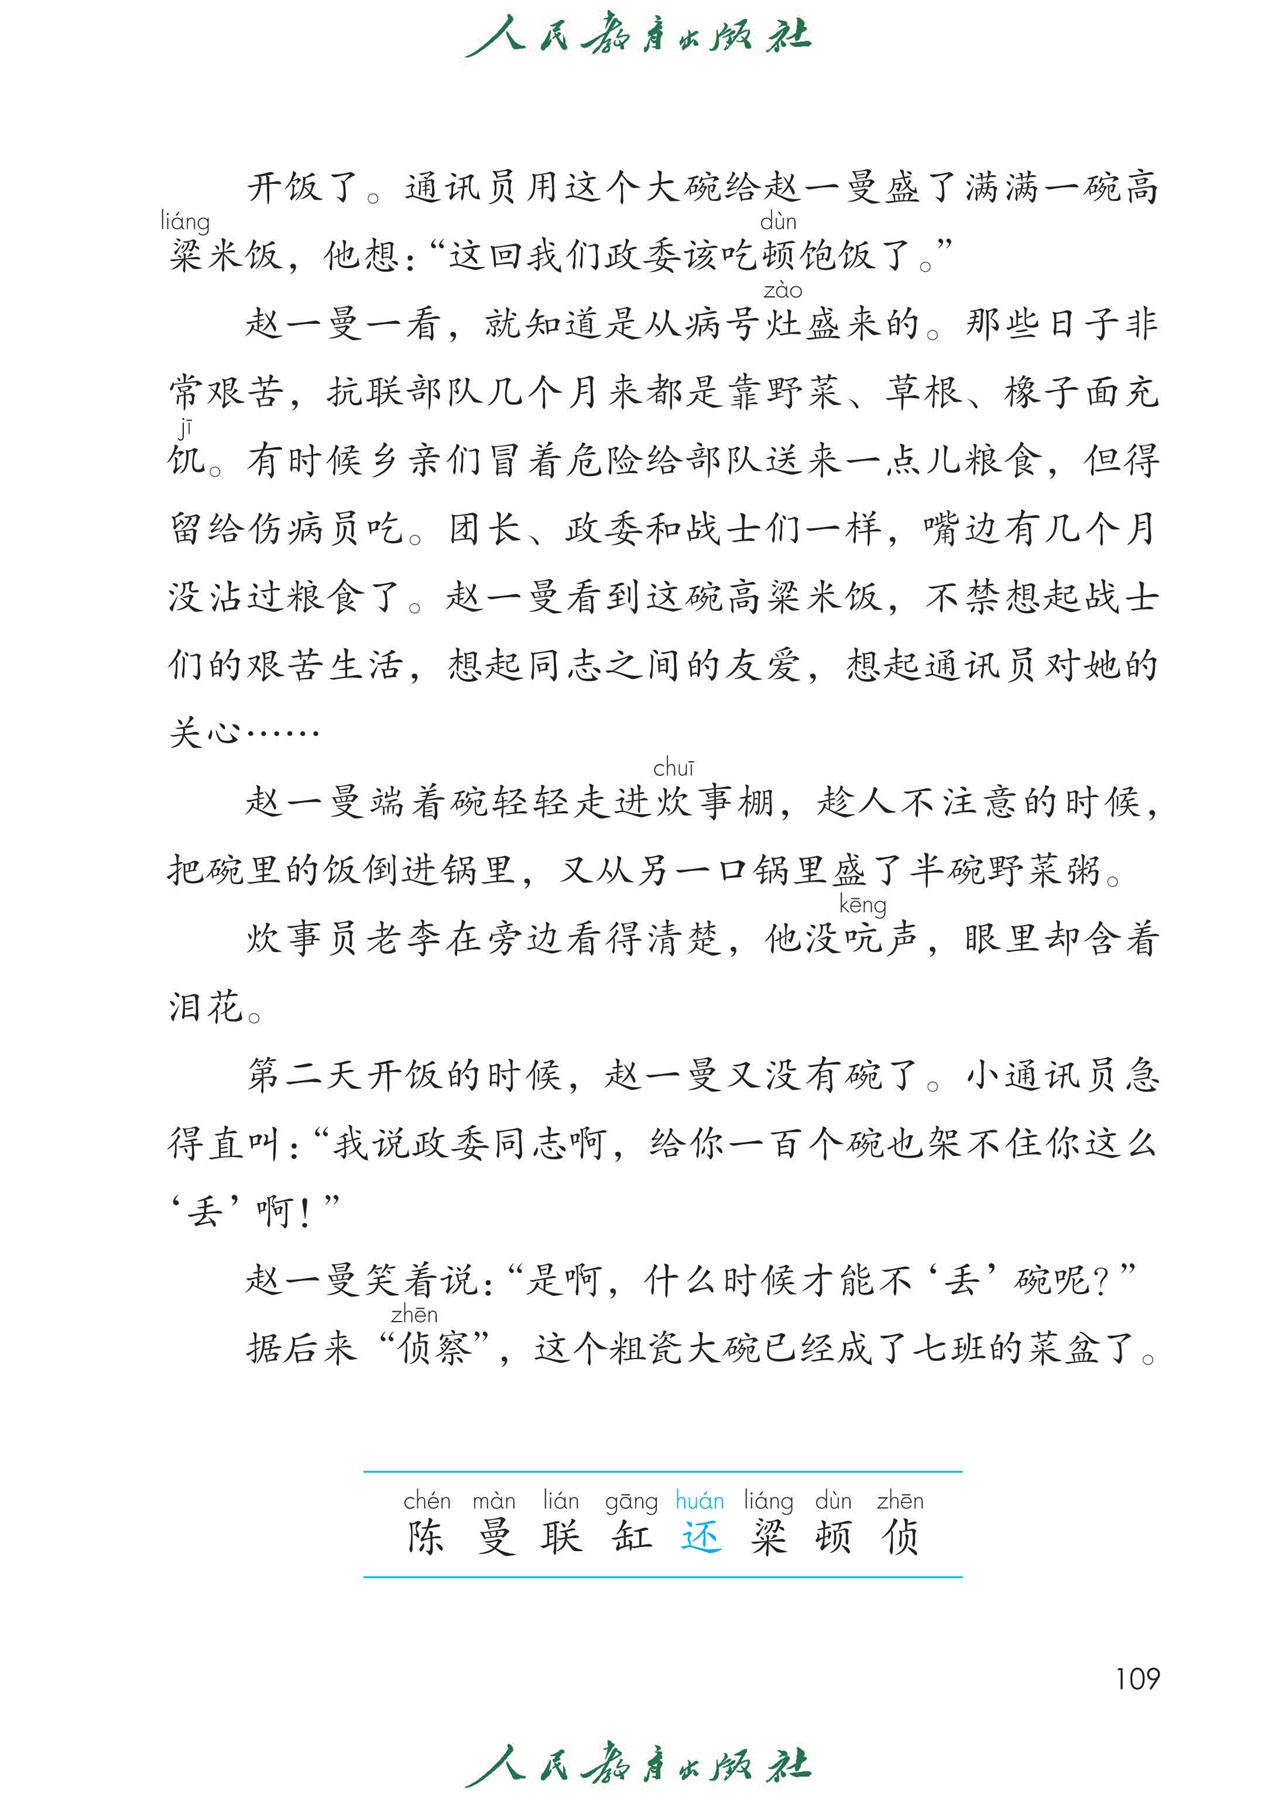 人民教育出版社
开饭了。通讯员用这个大碗给赵一曼盛了满满一碗高
liáng dùn
粱米饭，他想：“这回我们政委该吃顿饱饭了。”
zào
赵一曼一看，就知道是从病号灶盛来的。那些日子非
常艰苦，抗联部队几个月来都是靠野菜、草根、橡子面充
jī
饥。有时候乡亲们冒着危险给部队送来一点儿粮食，但得
留给伤病员吃。团长、政委和战士们一样，嘴边有几个月
没沾过粮食了。赵一曼看到这碗高粱米饭，不禁想起战士
们的艰苦生活，想起同志之间的友爱，想起通讯员对她的
关心……
chuī
赵一曼端着碗轻轻走进炊事棚，趁人不注意的时候，
把碗里的饭倒进锅里，又从另一口锅里盛了半碗野菜粥。
kēng
炊事员老李在旁边看得清楚，他没吭声，眼里却含着
泪花。
第二天开饭的时候，赵一曼又没有碗了。小通讯员急
得直叫：“我说政委同志啊，给你一百个碗也架不住你这么
‘丢’啊！”
赵一曼笑着说：“是啊，什么时候才能不‘丢’碗呢？”
zhēn
据后来“侦察”，这个粗瓷大碗已经成了七班的菜盆了。
chén màn lián gāng huán liáng dùn zhēn
陈 曼 联 缸 还 粱 顿 侦
109
人民教育出版社